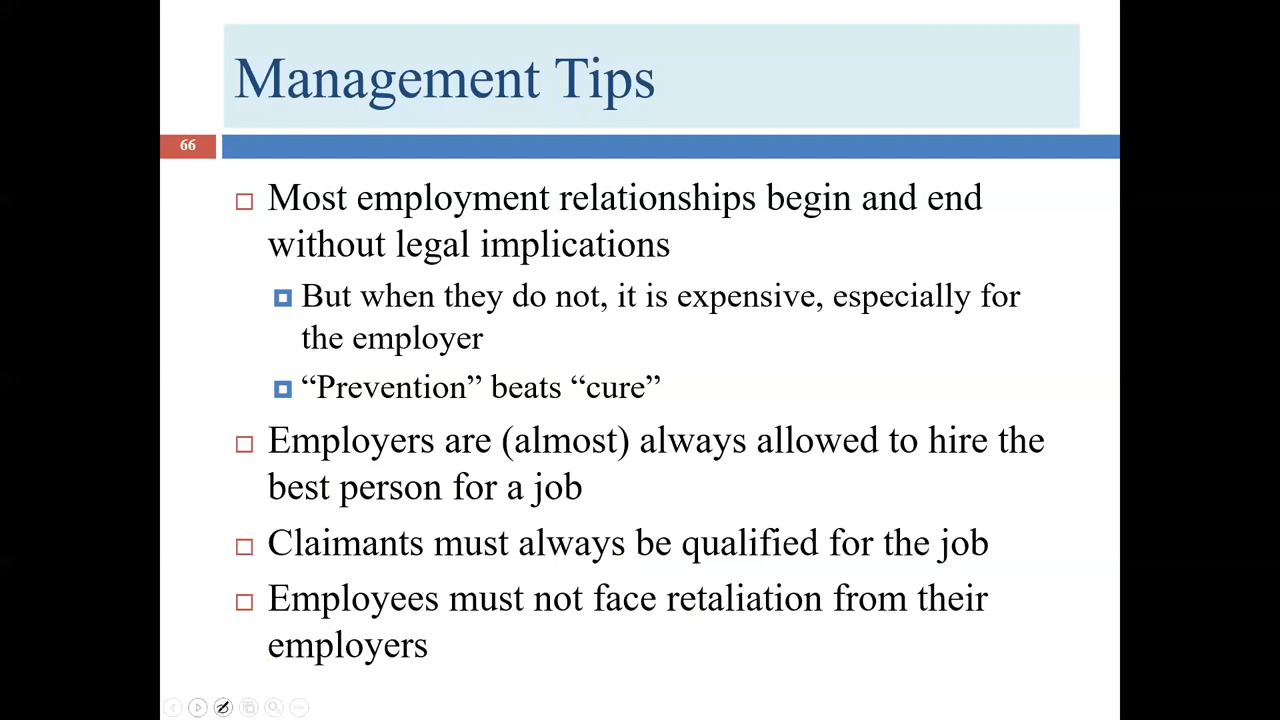 Management Tips
66
Most employment relationships begin and end
without legal implications
But when they do not, it is expensive, especially for
the employer
“Prevention” beats “cure”
Employers are (almost) always allowed to hire the
best person for a job
Claimants must always be qualified for the job
Employees must not face retaliation from their
employers